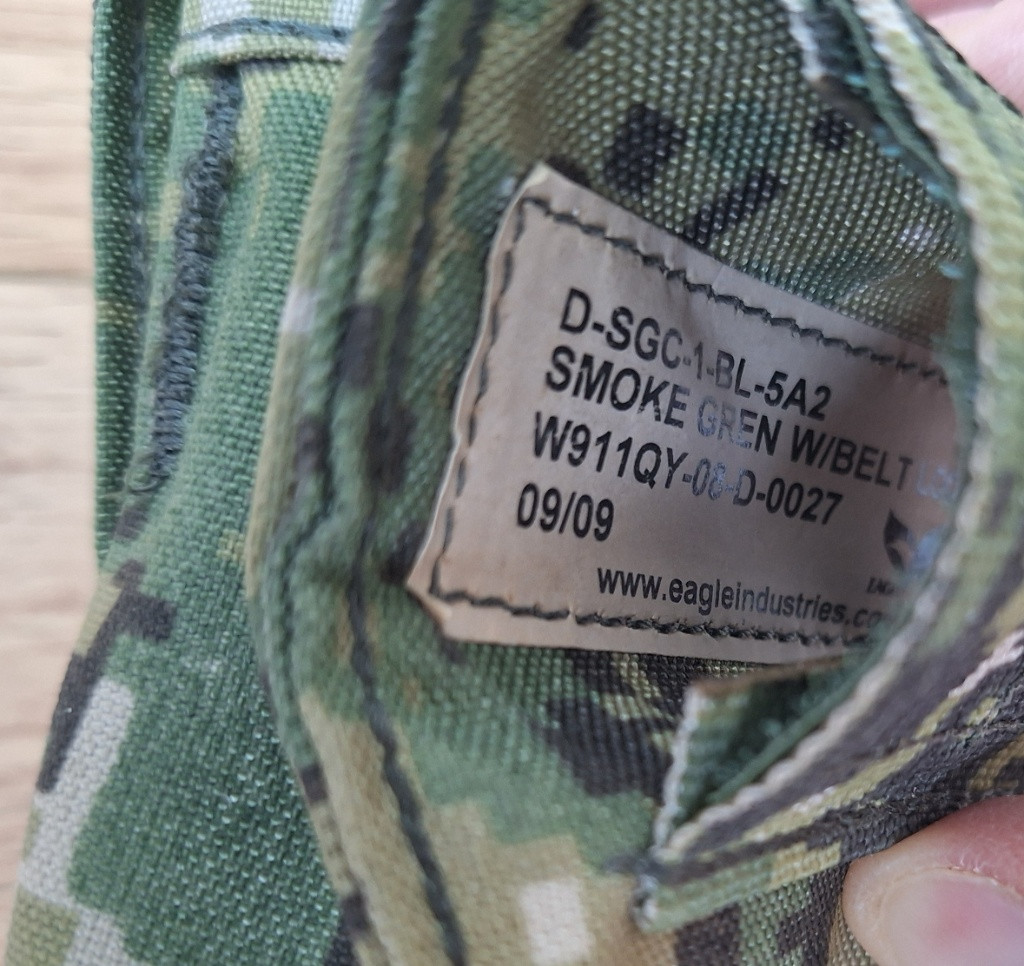 D-SGC-1-BL-5A2
SMOKE GREN W/BELT
W911QY-08-D-0027
09/09
www.eagleindustries.co